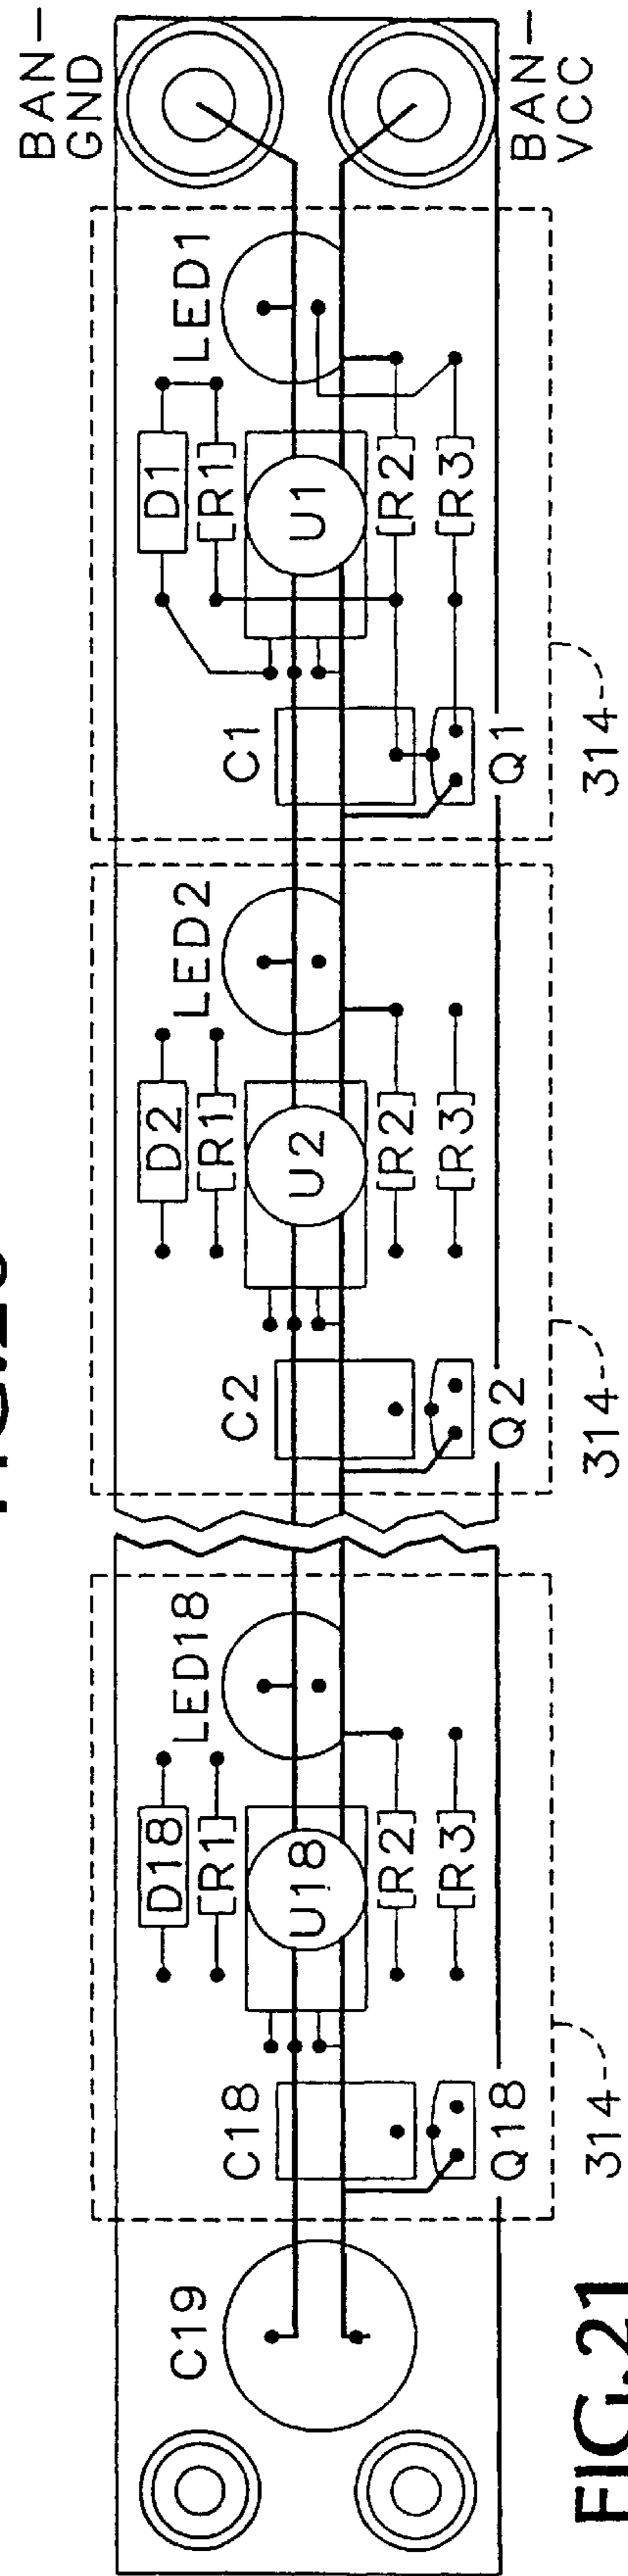 BAN-
GND
BAN-
VCC
LED1
D1
[R1]
U1
[R2]
[R3]
C1
Q1
314
LED2
D2
[R1]
U2
[R2]
[R3]
C2
Q2
314
LED18
D18
[R1]
U18
[R2]
[R3]
C18
Q18
314
C19
FIG.21